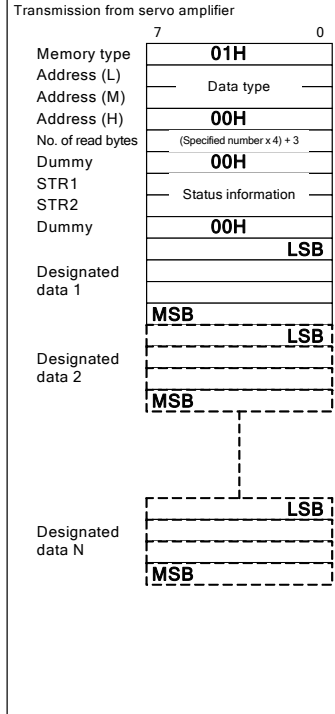 Transmission from servo amplifier
7 0
Memory type 01H
Address (L)
Data type
Address (M)
Address (H) 00H
No. of read bytes (Specified number x 4) + 3
Dummy 00H
STR1
Status information
STR2
Dummy 00H
LSB
Designated
data 1
MSB
LSB
Designated
data 2
MSB
LSB
Designated
data N
MSB